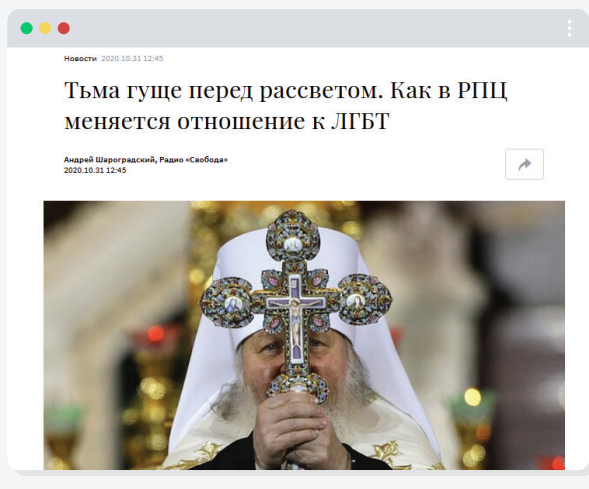 Новости 2020.10.31 12:45
Тьма гуще перед рассветом. Как в РПЦ
меняется отношение к ЛГБТ
Андрей Шароградский, Радио «Свобода»
2020.10.31 12:45